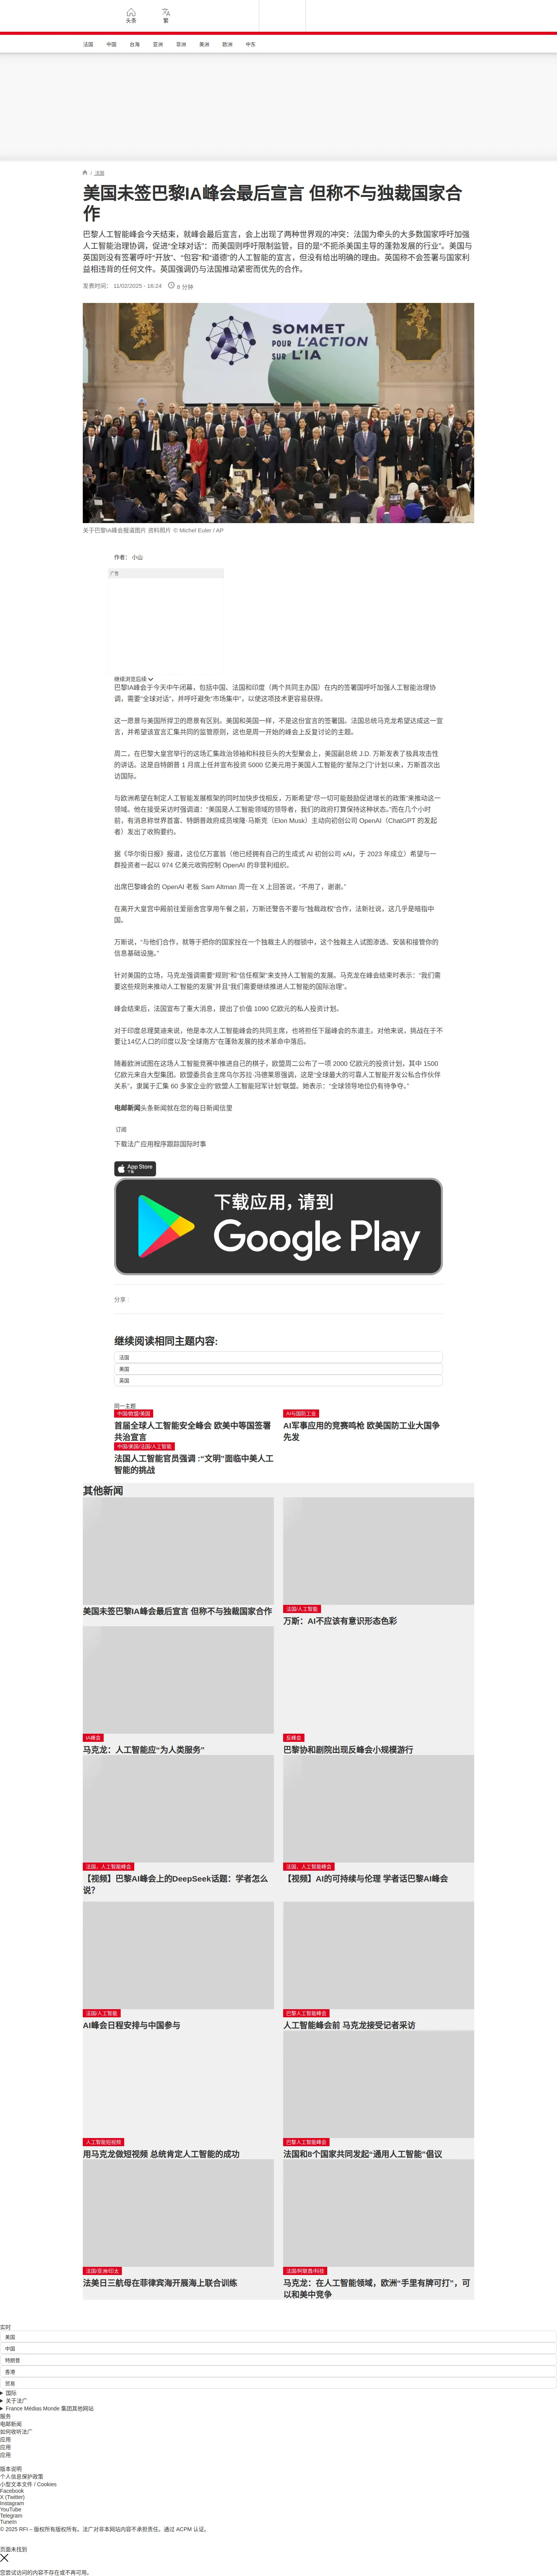 头条
繁
法国
中国
台海
亚洲
非洲
美洲
欧洲
中东
/ 法国
美国未签巴黎IA峰会最后宣言 但称不与独裁国家合
作
巴黎人工智能峰会今天结束，就峰会最后宣言，会上出现了两种世界观的冲突：法国为牵头的大多数国家呼吁加强
人工智能治理协调，促进“全球对话”：而美国则呼吁限制监管，目的是“不扼杀美国主导的蓬勃发展的行业”。美国与
英国则没有签署呼吁“开放”、“包容”和“道德”的人工智能的宣言，但没有给出明确的理由。英国称不会签署与国家利
益相违背的任何文件。英国强调仍与法国推动紧密而优先的合作。
发表时间： 11/02/2025 - 16:24
8 分钟
SOMMET
POUR L'ACTION
SUR L'IA
关于巴黎IA峰会报道图片 资料照片 © Michel Euler / AP
作者： 小山
广告
继续浏览后续
巴黎IA峰会于今天中午闭幕，包括中国、法国和印度（两个共同主办国）在内的签署国呼吁加强人工智能治理协
调，需要“全球对话”，并呼吁避免“市场集中”，以使这项技术更容易获得。
这一愿景与美国所捍卫的愿景有区别。美国和英国一样，不是这份宣言的签署国。法国总统马克龙希望达成这一宣
言，并希望该宣言汇集共同的监管原则，这也是周一开始的峰会上反复讨论的主题。
周二，在巴黎大皇宫举行的这场汇集政治领袖和科技巨头的大型聚会上，美国副总统 J.D. 万斯发表了极具攻击性
的讲话。这是自特朗普 1 月底上任并宣布投资 5000 亿美元用于美国人工智能的“星际之门”计划以来，万斯首次出
访国际。
与欧洲希望在制定人工智能发展框架的同时加快步伐相反，万斯希望“尽一切可能鼓励促进增长的政策”来推动这一
领域。他在接受采访时强调道：“美国是人工智能领域的领导者，我们的政府打算保持这种状态。”而在几个小时
前，有消息称世界首富、特朗普政府成员埃隆·马斯克（Elon Musk）主动向初创公司 OpenAI（ChatGPT 的发起
者）发出了收购要约。
据《华尔街日报》报道，这位亿万富翁（他已经拥有自己的生成式 AI 初创公司 xAI，于 2023 年成立）希望与一
群投资者一起以 974 亿美元收购控制 OpenAI 的非营利组织。
出席巴黎峰会的 OpenAI 老板 Sam Altman 周一在 X 上回答说，“不用了，谢谢。”
在离开大皇宫中殿前往爱丽舍宫享用午餐之前，万斯还警告不要与“独裁政权”合作，法新社说，这几乎是暗指中
国。
万斯说，“与他们合作，就等于把你的国家拴在一个独裁主人的枷锁中，这个独裁主人试图渗透、安装和接管你的
信息基础设施。”
针对美国的立场，马克龙强调需要“规则”和“信任框架”来支持人工智能的发展。马克龙在峰会结束时表示：“我们需
要这些规则来推动人工智能的发展”并且“我们需要继续推进人工智能的国际治理”。
峰会结束后，法国宣布了重大消息，提出了价值 1090 亿欧元的私人投资计划。
对于印度总理莫迪来说，他是本次人工智能峰会的共同主席，也将担任下届峰会的东道主。对他来说，挑战在于不
要让14亿人口的印度以及“全球南方”在蓬勃发展的技术革命中落后。
随着欧洲试图在这场人工智能竞赛中推进自己的棋子，欧盟周二公布了一项 2000 亿欧元的投资计划，其中 1500
亿欧元来自大型集团。欧盟委员会主席乌尔苏拉·冯德莱恩强调，这是“全球最大的可靠人工智能开发公私合作伙伴
关系”，隶属于汇集 60 多家企业的“欧盟人工智能冠军计划”联盟。她表示：“全球领导地位仍有待争夺。”
电邮新闻头条新闻就在您的每日新闻信里
订阅
下载法广应用程序跟踪国际时事
App Store
下载
下载应用，请到
Google Play
分享 :
继续阅读相同主题内容:
法国
美国
英国
同一主题
中国/欧盟/美国
首届全球人工智能安全峰会 欧美中等国签署
共治宣言
AI与国防工业
AI军事应用的竞赛鸣枪 欧美国防工业大国争
先发
中国/美国/法国/人工智能
法国人工智能官员强调 :“文明”面临中美人工
智能的挑战
其他新闻
美国未签巴黎IA峰会最后宣言 但称不与独裁国家合作
法国/人工智能
万斯：AI不应该有意识形态色彩
IA峰会
马克龙：人工智能应“为人类服务”
反峰会
巴黎协和剧院出现反峰会小规模游行
法国，人工智能峰会
【视频】巴黎AI峰会上的DeepSeek话题：学者怎么
说？
法国，人工智能峰会
【视频】AI的可持续与伦理 学者话巴黎AI峰会
法国/人工智能
AI峰会日程安排与中国参与
巴黎人工智能峰会
人工智能峰会前 马克龙接受记者采访
人工智能短视频
用马克龙做短视频 总统肯定人工智能的成功
巴黎人工智能峰会
法国和8个国家共同发起“通用人工智能”倡议
法国/亚洲/印太
法美日三航母在菲律宾海开展海上联合训练
法国/阿联酋/科技
马克龙：在人工智能领域，欧洲“手里有牌可打”，可
以和美中竞争
实时
美国
中国
特朗普
香港
贸易
国际
关于法广
France Médias Monde 集团其他网站
服务
电邮新闻
如何收听法广
应用
应用
应用
版本说明
个人信息保护政策
小型文本文件 / Cookies
Facebook
X (Twitter)
Instagram
YouTube
Telegram
TuneIn
© 2025 RFI – 版权所有版权所有。法广对非本网站内容不承担责任。通过 ACPM 认证。
页面未找到
您尝试访问的内容不存在或不再可用。